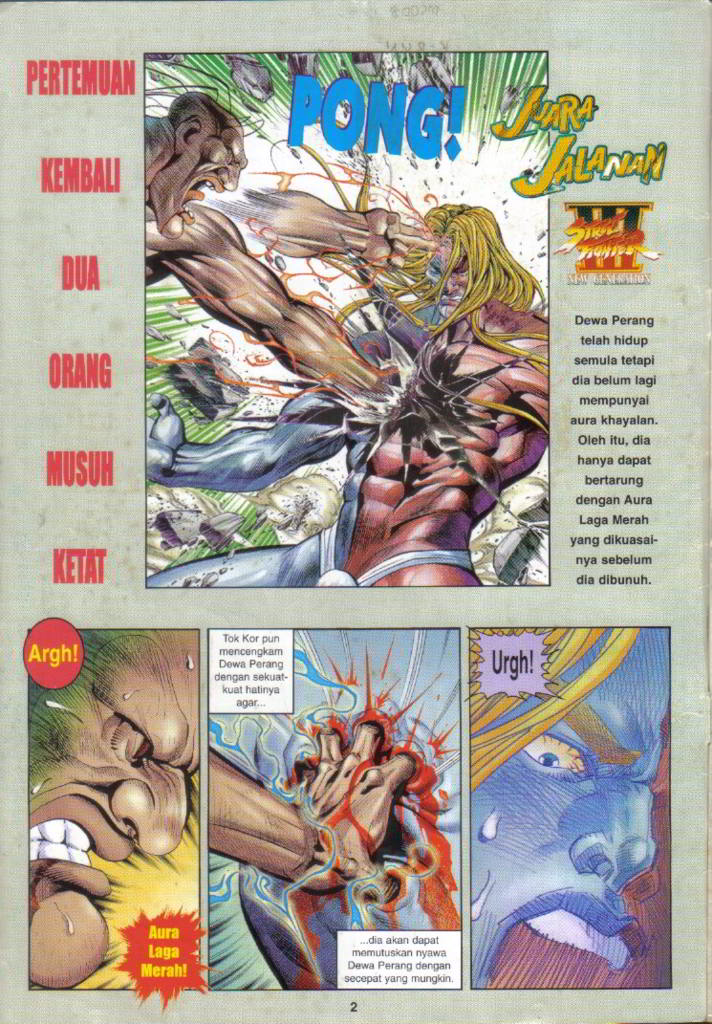 PERTEMUAN
KEMBALI
DUA
ORANG
MUSUH
KETAT
PONG!
JUARA
JALANAN
STREET
FIGHTER
III
NEW GENERATION
Dewa Perang
telah hidup
semula tetapi
dia belum lagi
mempunyai
aura khayalan.
Oleh itu, dia
hanya dapat
bertarung
dengan Aura
Laga Merah
yang dikuasai-
nya sebelum
dia dibunuh.
Argh!
Aura
Laga
Merah!
Tok Kor pun
mencengkam
Dewa Perang
dengan sekuat-
kuat hatinya
agar...
...dia akan dapat
memutuskan nyawa
Dewa Perang dengan
secepat yang mungkin.
Urgh!
2